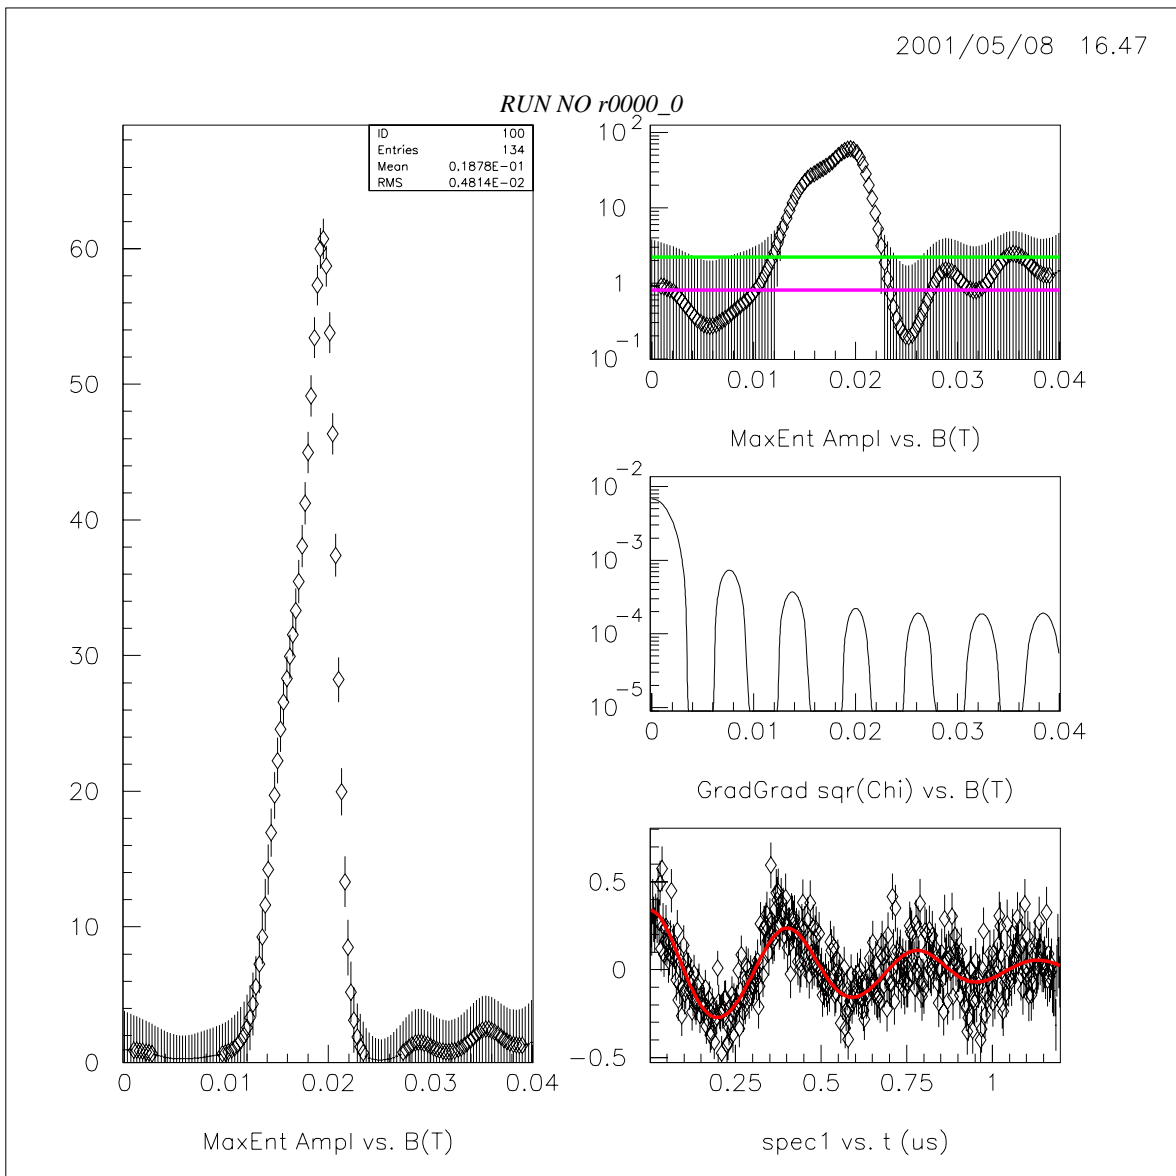 2001/05/08 16.47
RUN NO r0000_0
ID 100
Entries 134
Mean 0.1878E-01
RMS 0.4814E-02
60
50
40
30
20
10
0
0 0.01 0.02 0.03 0.04
MaxEnt Ampl vs. B(T)
10^2
10
1
10^-1
0 0.01 0.02 0.03 0.04
MaxEnt Ampl vs. B(T)
10^-2
10^-3
10^-4
10^-5
0 0.01 0.02 0.03 0.04
GradGrad sqr(Chi) vs. B(T)
0.5
0
-0.5
0.25 0.5 0.75 1
spec1 vs. t (us)